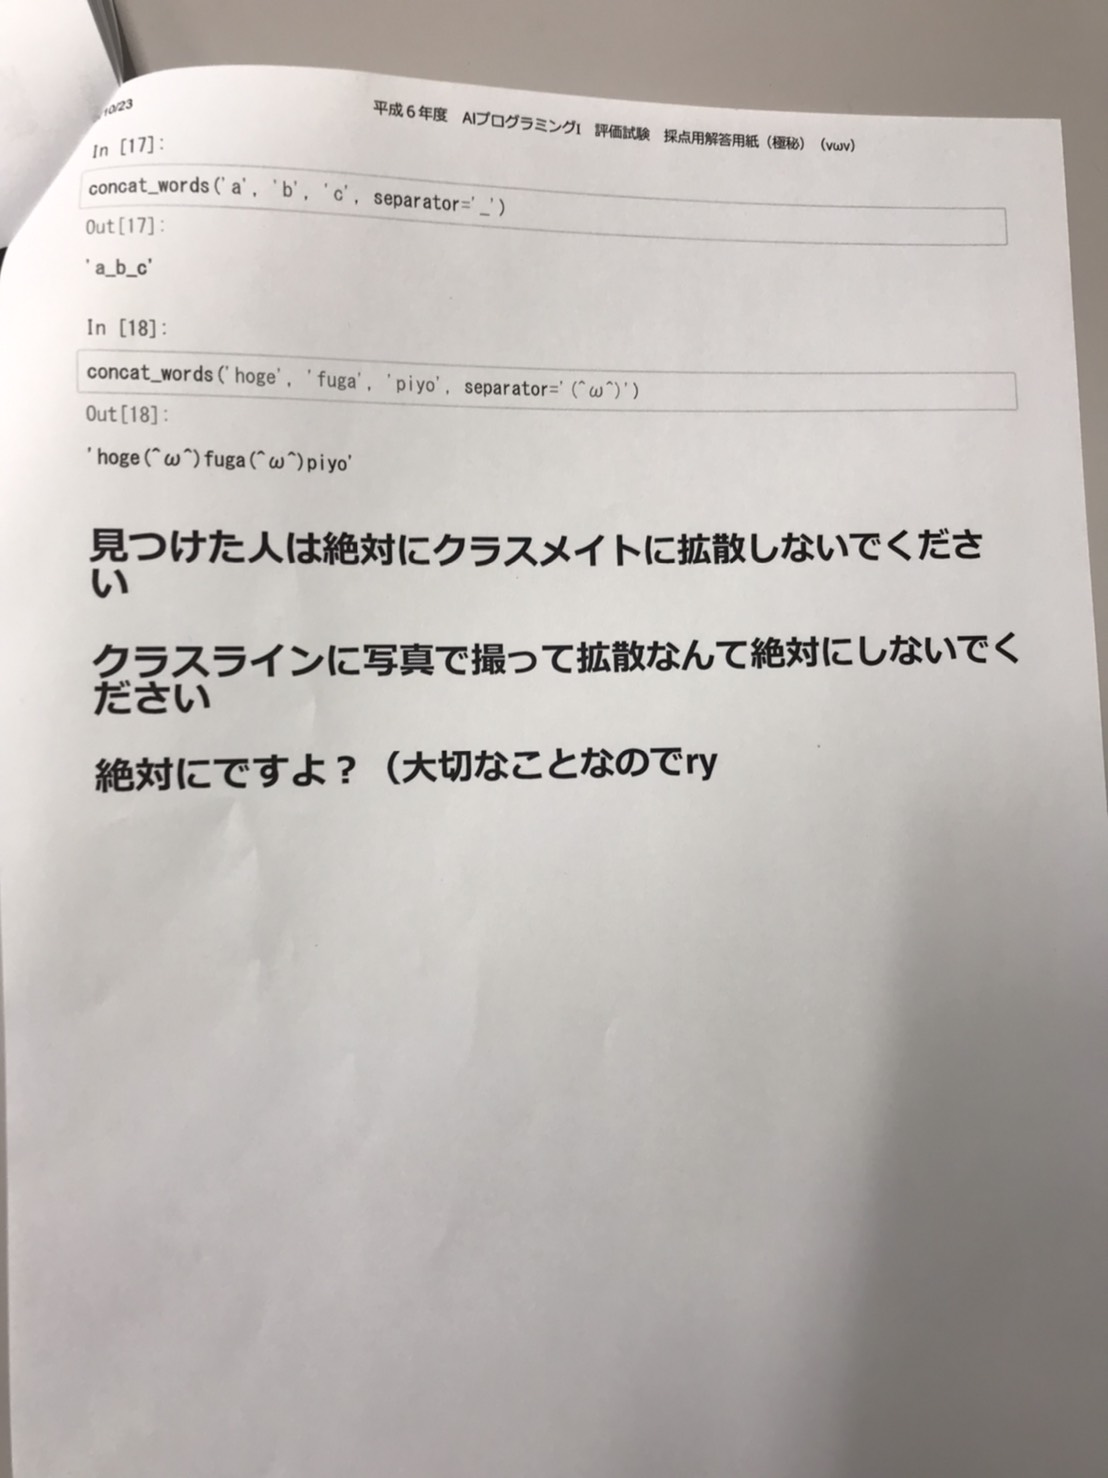 10/23
平成6年度 AIプログラミングI 評価試験 採点用解答用紙（極秘）（vωv）
In [17]:
concat_words('a', 'b', 'c', separator='_')
Out[17]:
'a_b_c'
In [18]:
concat_words('hoge', 'fuga', 'piyo', separator='(^ω^)')
Out[18]:
'hoge(^ω^)fuga(^ω^)piyo'
見つけた人は絶対にクラスメイトに拡散しないでくださ
い
クラスラインに写真で撮って拡散なんて絶対にしないでく
ださい
絶対にですよ？（大切なことなのでry